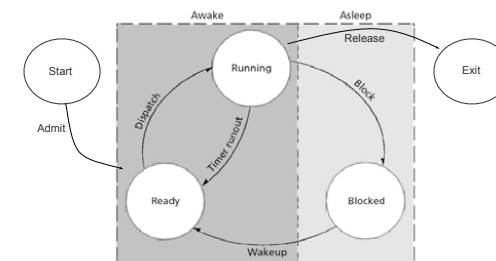 Awake
Asleep
Release
Start
Running
Exit
Block
Dispatch
Admit
Timer runout
Ready
Blocked
Wakeup